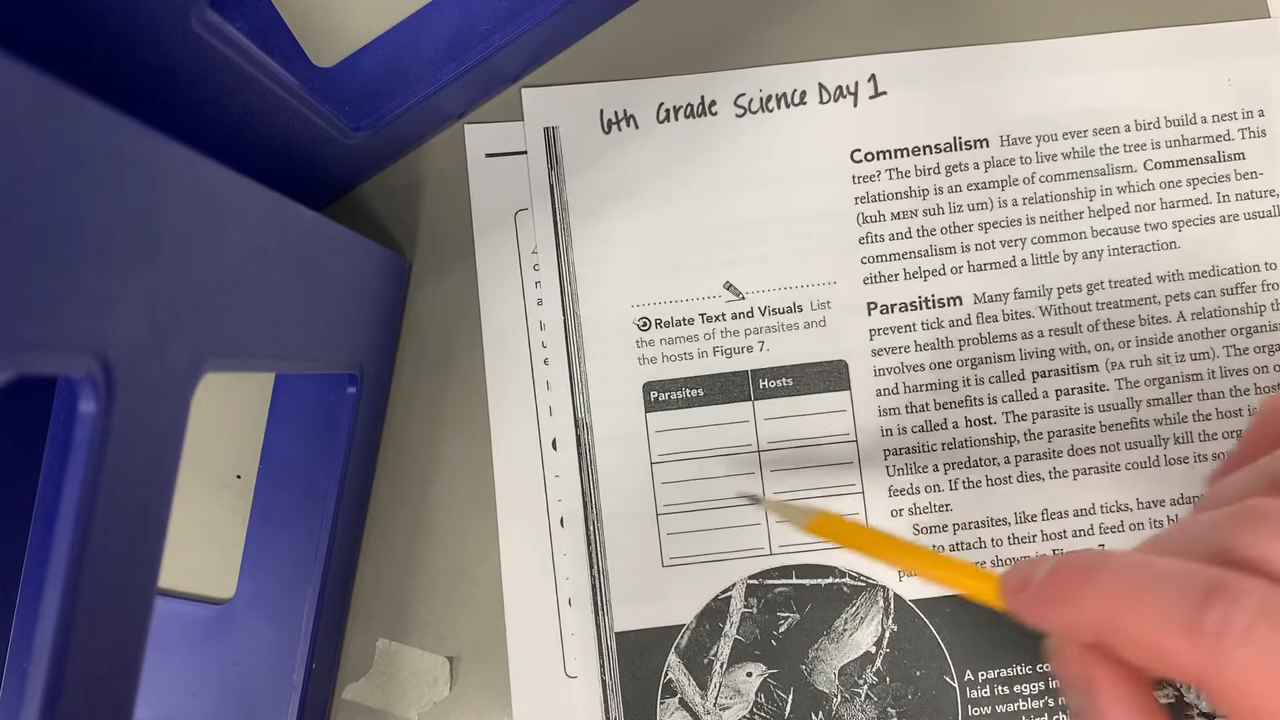 6th Grade Science Day 1
Commensalism Have you ever seen a bird build a nest in a
tree? The bird gets a place to live while the tree is unharmed. This
relationship is an example of commensalism. Commensalism
(kuh MEN suh liz um) is a relationship in which one species ben-
efits and the other species is neither helped nor harmed. In nature,
commensalism is not very common because two species are usuall
either helped or harmed a little by any interaction.
Relate Text and Visuals List
the names of the parasites and
the hosts in Figure 7.
Parasites Hosts
Parasitism Many family pets get treated with medication to
prevent tick and flea bites. Without treatment, pets can suffer fro
severe health problems as a result of these bites. A relationship th
involves one organism living with, on, or inside another organis
and harming it is called parasitism (PA ruh sit iz um). The orga
ism that benefits is called a parasite. The organism it lives on o
in is called a host. The parasite is usually smaller than the hos
parasitic relationship, the parasite benefits while the host is
Unlike a predator, a parasite does not usually kill the org
feeds on. If the host dies, the parasite could lose its so
or shelter.
Some parasites, like fleas and ticks, have adap
to attach to their host and feed on its bl
re shown in
A parasitic co
laid its eggs in
low warbler's n